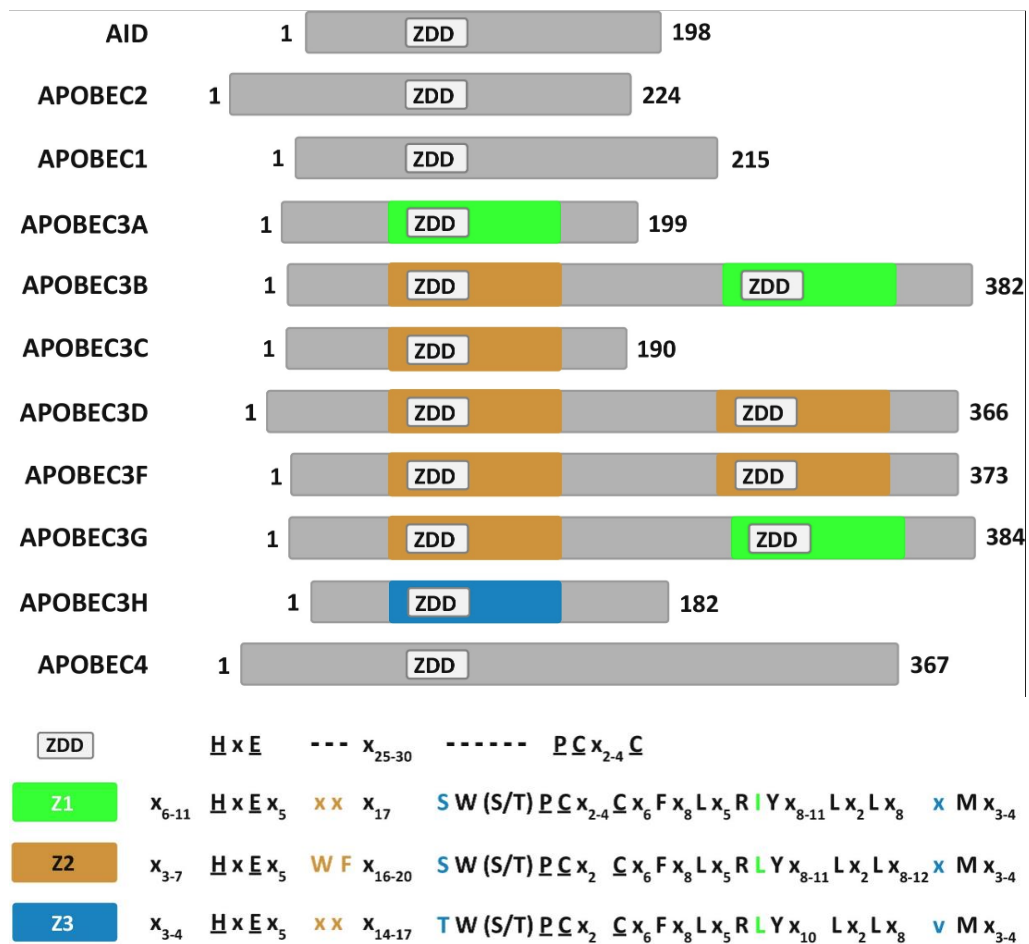 AID 1 ZDD 198
APOBEC2 1 ZDD 224
APOBEC1 1 ZDD 215
APOBEC3A 1 ZDD 199
APOBEC3B 1 ZDD ZDD 382
APOBEC3C 1 ZDD 190
APOBEC3D 1 ZDD ZDD 366
APOBEC3F 1 ZDD ZDD 373
APOBEC3G 1 ZDD ZDD 384
APOBEC3H 1 ZDD 182
APOBEC4 1 ZDD 367
ZDD H x E --- x25-30 ------ P C x2-4 C
Z1 x6-11 H x E x5 x x x17 S W (S/T) P C x2-4 C x6 F x8 L x5 R I Y x8-11 L x2 L x8 x M x3-4
Z2 x3-7 H x E x5 W F x16-20 S W (S/T) P C x2 C x6 F x8 L x5 R L Y x8-11 L x2 L x8-12 x M x3-4
Z3 x3-4 H x E x5 x x x14-17 T W (S/T) P C x2 C x6 F x8 L x5 R L Y x10 L x2 L x8 v M x3-4